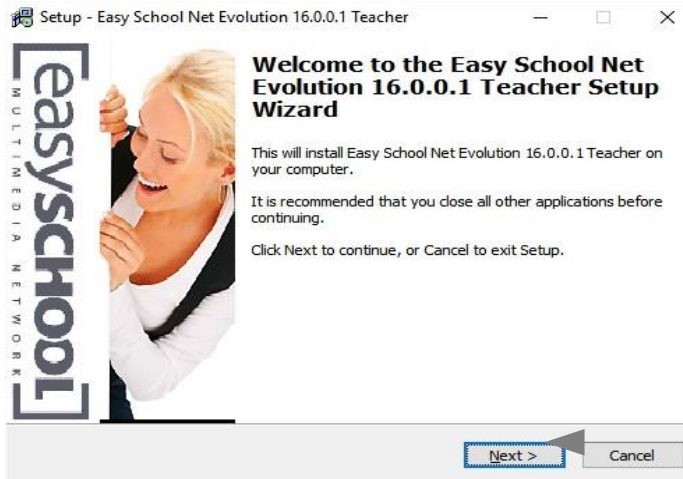 Setup - Easy School Net Evolution 16.0.0.1 Teacher
[easySCHOOL]
MULTIMEDIA NETWORK
Welcome to the Easy School Net
Evolution 16.0.0.1 Teacher Setup
Wizard
This will install Easy School Net Evolution 16.0.0.1 Teacher on
your computer.
It is recommended that you close all other applications before
continuing.
Click Next to continue, or Cancel to exit Setup.
Next >
Cancel